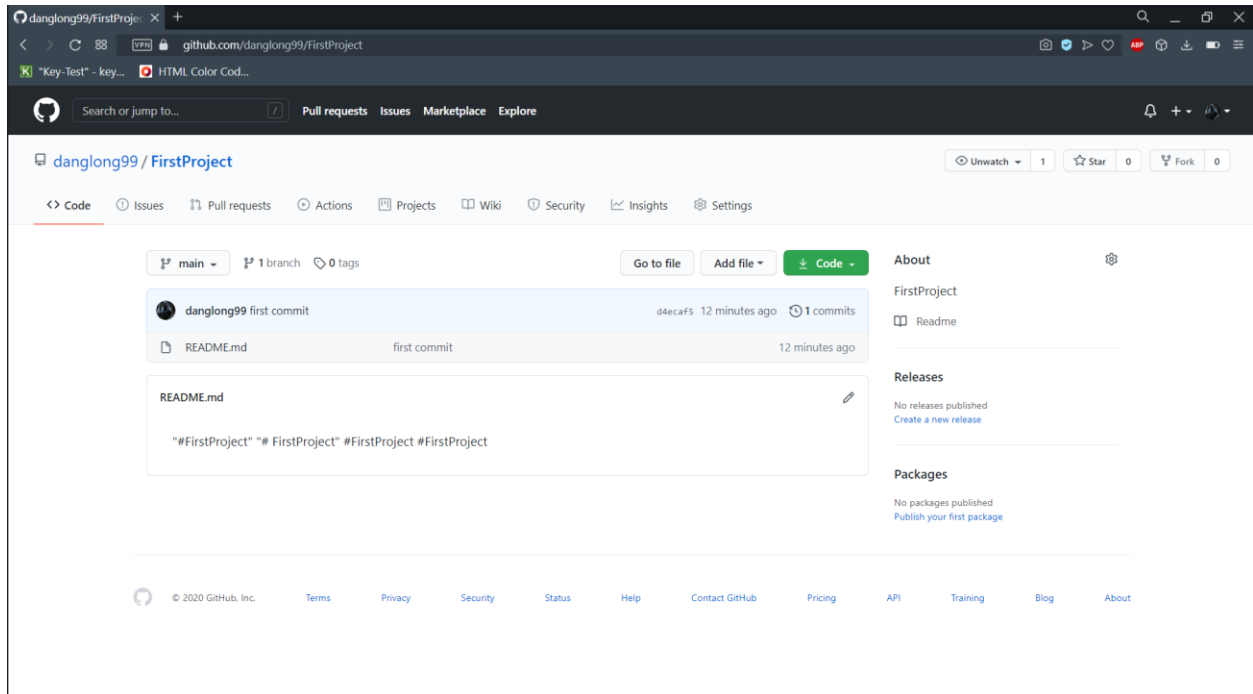 danglong99/FirstProjec
VPN github.com/danglong99/FirstProject ABP
K "Key-Test" - key... HTML Color Cod...
Search or jump to... / Pull requests Issues Marketplace Explore
danglong99 / FirstProject Unwatch 1 Star 0 Fork 0
<> Code Issues Pull requests Actions Projects Wiki Security Insights Settings
main 1 branch 0 tags Go to file Add file Code About
FirstProject
danglong99 first commit d4ecaf5 12 minutes ago 1 commits
Readme
README.md first commit 12 minutes ago
Releases
README.md
No releases published
Create a new release
"#FirstProject" "# FirstProject" #FirstProject #FirstProject
Packages
No packages published
Publish your first package
© 2020 GitHub, Inc. Terms Privacy Security Status Help Contact GitHub Pricing API Training Blog About